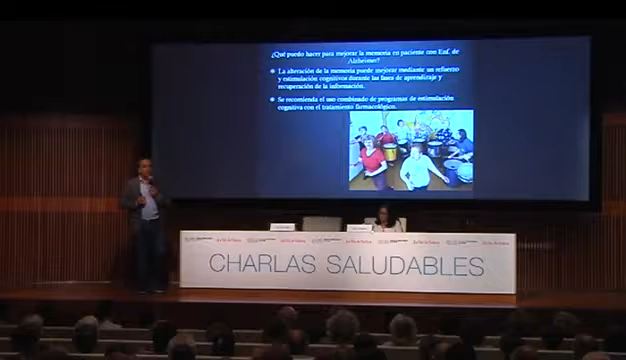 ¿Qué puedo hacer para mejorar la memoria en paciente con Enf. de
Alzheimer?
La alteración de la memoria puede mejorar mediante un refuerzo
y estimulación cognitivos durante las fases de aprendizaje y
recuperación de la información.
Se recomienda el uso combinado de programas de estimulación
cognitiva con el tratamiento farmacológico.
CHARLAS SALUDABLES